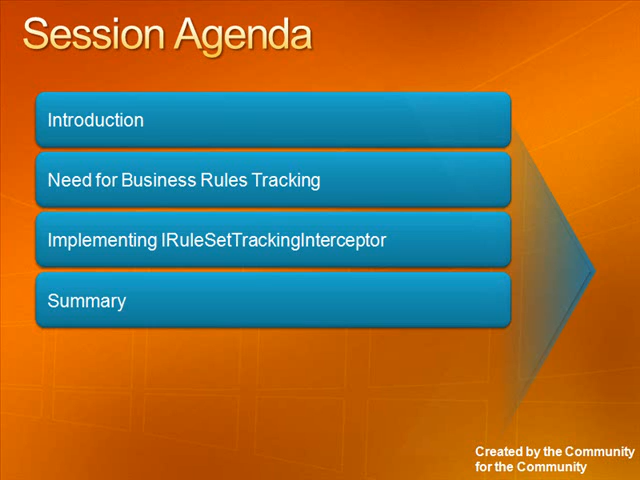 Session Agenda
Introduction
Need for Business Rules Tracking
Implementing IRuleSetTrackingInterceptor
Summary
Created by the Community
for the Community